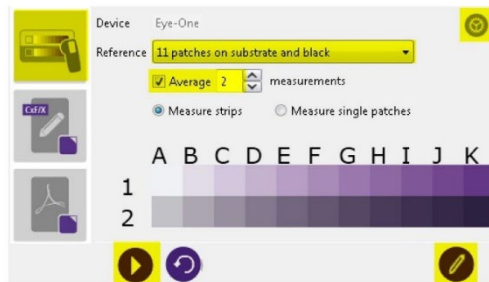 Device Eye-One
Reference 11 patches on substrate and black
Average 2 measurements
Measure strips Measure single patches
CxF/X
A B C D E F G H I J K
1
2